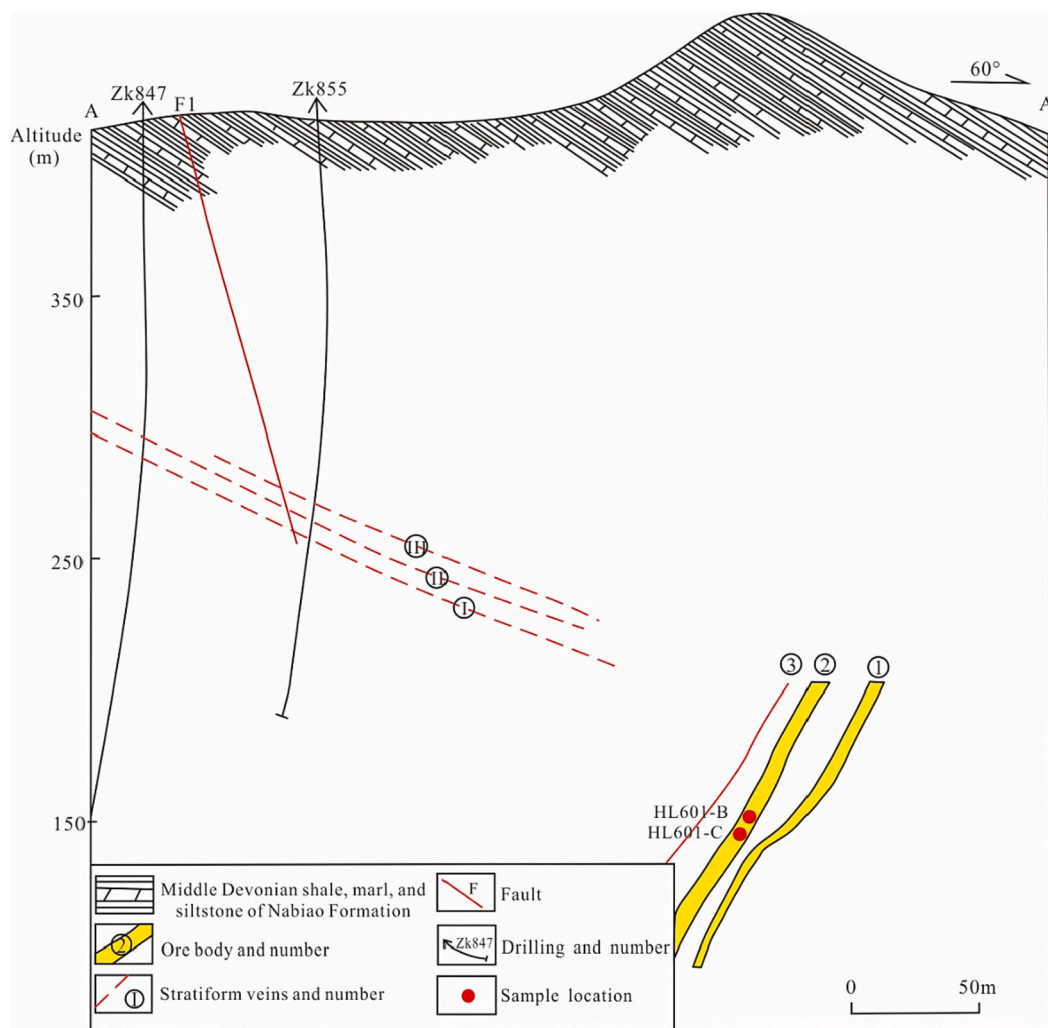 Zk847
Zk855
60°
A
F1
A
Altitude
(m)
350
250
150
III
II
I
3
2
1
HL601-B
HL601-C
Middle Devonian shale, marl, and
siltstone of Nabiao Formation
F
Fault
2
Ore body and number
Zk847
Drilling and number
I
Stratiform veins and number
Sample location
0
50m